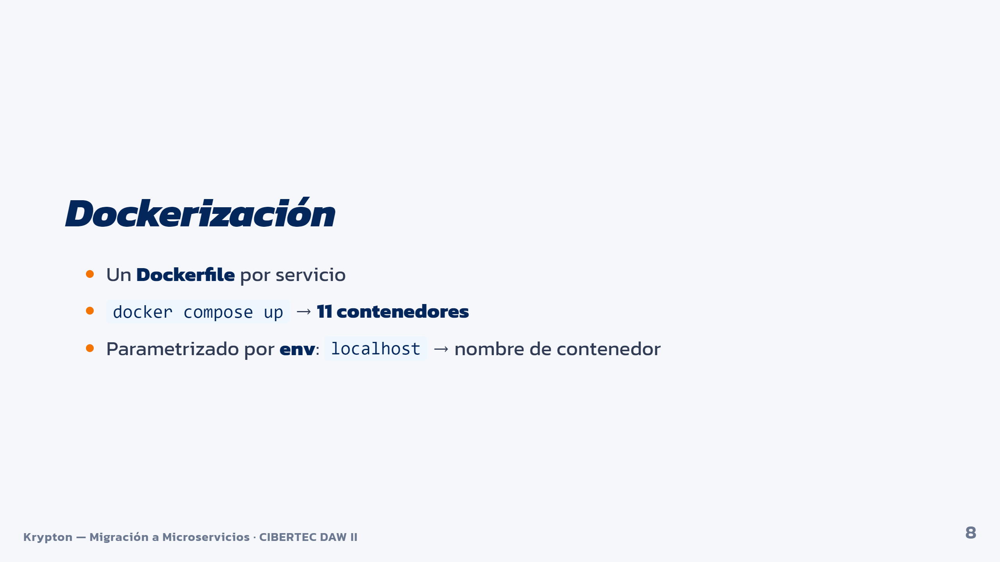 Dockerización
Un Dockerfile por servicio
docker compose up → 11 contenedores
Parametrizado por env: localhost → nombre de contenedor
Krypton — Migración a Microservicios · CIBERTEC DAW II
8